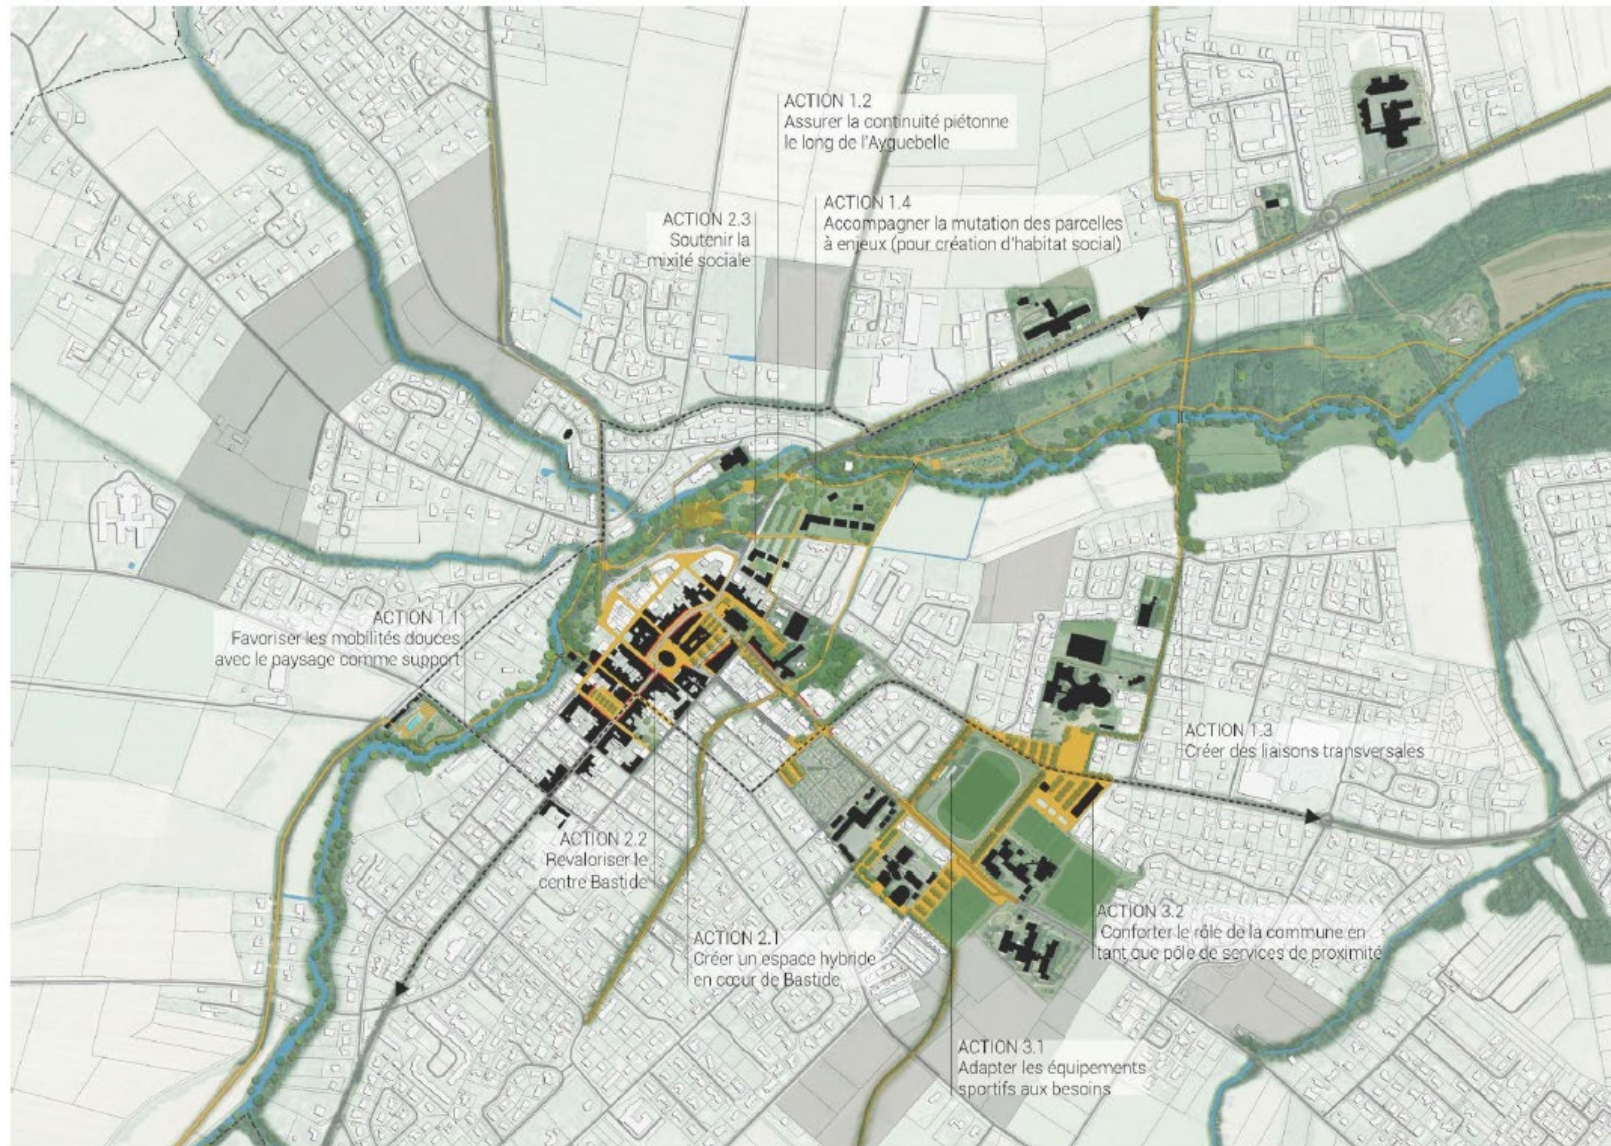 ACTION 1.2
Assurer la continuité piétonne
le long de l'Ayguebelle
ACTION 1.4
Accompagner la mutation des parcelles
à enjeux (pour création d'habitat social)
ACTION 2.3
Soutenir la
mixité sociale
ACTION 1.1
Favoriser les mobilités douces
avec le paysage comme support
ACTION 1.3
Créer des liaisons transversales
ACTION 2.2
Revaloriser le
centre Bastide
ACTION 2.1
Créer un espace hybride
en cœur de Bastide
ACTION 3.2
Conforter le rôle de la commune en
tant que pôle de services de proximité
ACTION 3.1
Adapter les équipements
sportifs aux besoins